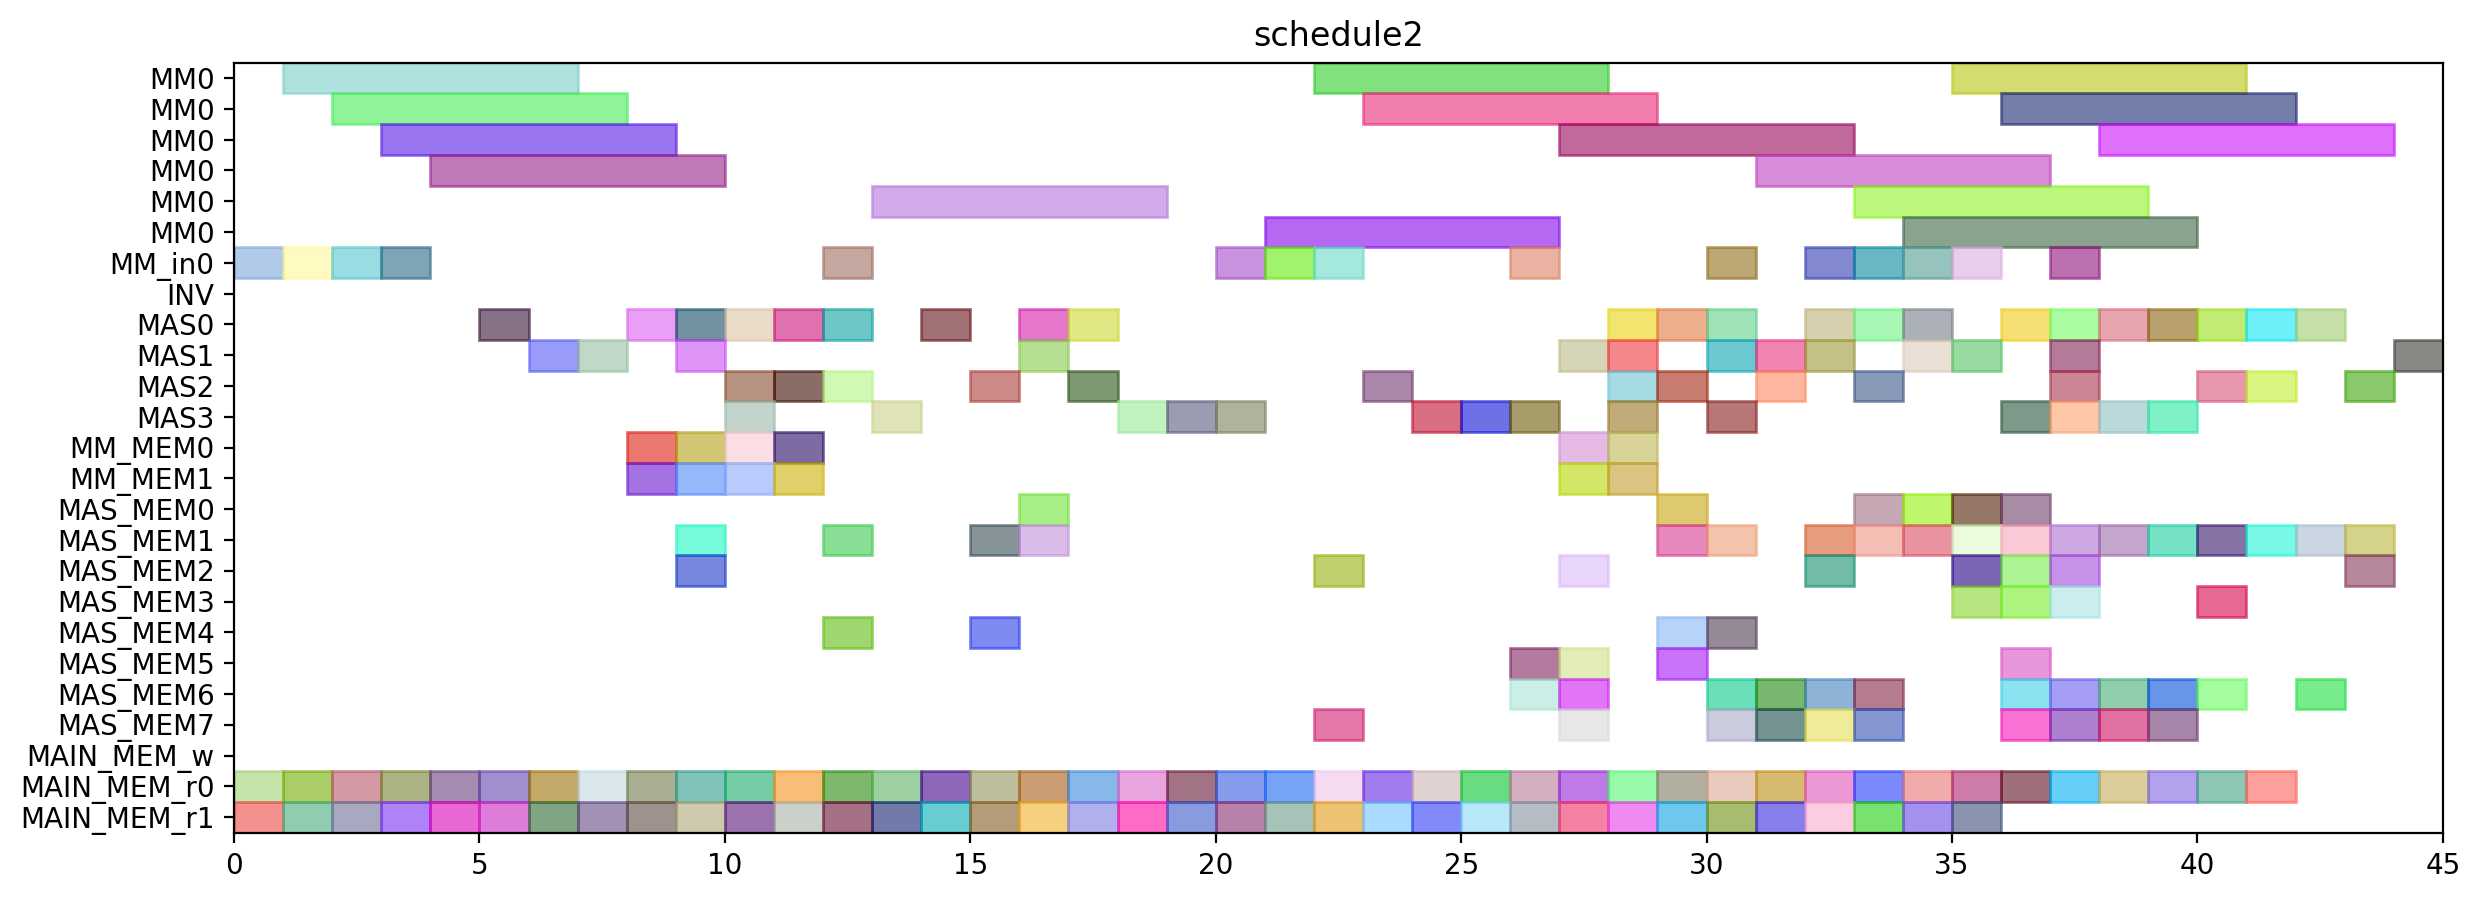 schedule2
MM0
MM0
MM0
MM0
MM0
MM0
MM_in0
INV
MAS0
MAS1
MAS2
MAS3
MM_MEM0
MM_MEM1
MAS_MEM0
MAS_MEM1
MAS_MEM2
MAS_MEM3
MAS_MEM4
MAS_MEM5
MAS_MEM6
MAS_MEM7
MAIN_MEM_w
MAIN_MEM_r0
MAIN_MEM_r1
0 5 10 15 20 25 30 35 40 45